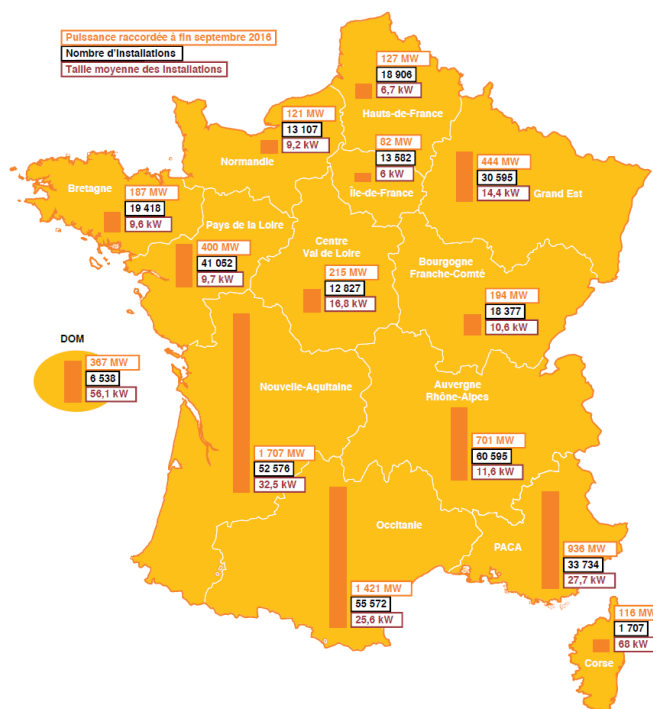 Puissance raccordée à fin septembre 2016
Nombre d'Installations
Taille moyenne des Installations
127 MW
18 906
6,7 kW
Hauts-de-France
121 MW
13 107
9,2 kW
Normandie
82 MW
13 582
6 kW
Île-de-France
444 MW
30 595
14,4 kW
Grand Est
Bretagne
187 MW
19 418
9,6 kW
Pays de la Loire
400 MW
41 052
9,7 kW
Centre
Val de Loire
215 MW
12 827
16,8 kW
Bourgogne
Franche-Comté
194 MW
18 377
10,6 kW
DOM
367 MW
6 538
56,1 kW
Nouvelle-Aquitaine
1 707 MW
52 576
32,5 kW
Auvergne
Rhône-Alpes
701 MW
60 595
11,6 kW
Occitanie
1 421 MW
55 572
25,6 kW
PACA
936 MW
33 734
27,7 kW
116 MW
1 707
68 kW
Corse